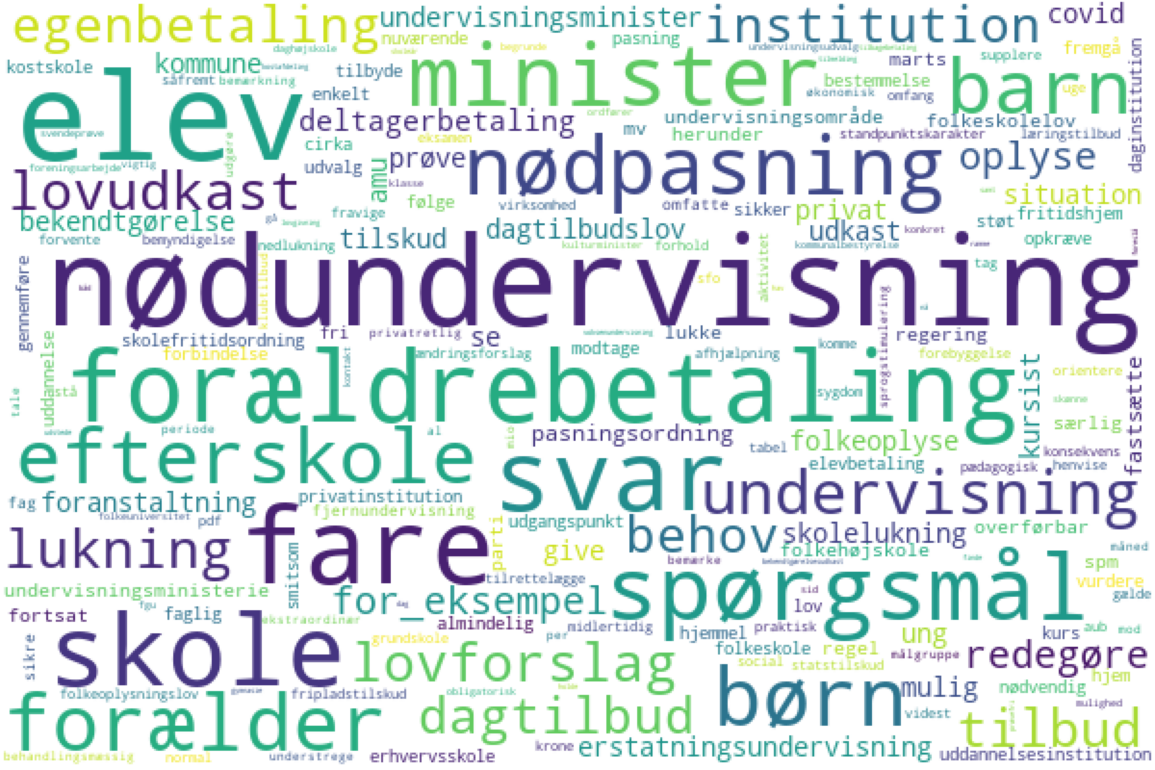 egenbetaling undervisningsminister institution covid
nuværende pasning undervisningsudvalg fremgå
daghøjskole marts supplere
kostskole kommune tilbyde minister bestemmelse barn
såfremt bemærkning økonomisk uge
elev enkelt omfang daginstitution
ordfører
deltagerbetaling mv undervisningsområde folkeskolelov
svendeprøve eksamen herunder standpunktskarakter læringstilbud
cirka udgøre
foreningsarbejde vigtig udvalg prøve nødpasning oplyse
lovudkast amu klasse situation
følge virksomhed omfatte sikker privat
bekendtgørelse fravige støt fritidshjem
tilskud dagtilbudslov udkast
forvente bemyndigelse nedlukning kulturminister forhold kommunalbestyrelse konkret opkræve
nødundervisning
gennemføre klubtilbud sfo aktivitet tag
skolefritidsordning fri privatretlig se lukke regering
forbindelse ændringsforslag modtage afhjælpning komme sprogstimulering forebyggelse
forældrebetaling
uddannelse stå kontakt sygdom orientere
tale kursist fastsætte
periode al mio særlig
efterskole pasningsordning tabel folkeoplyse konsekvens
svar elevbetaling pædagogisk henvise
fag foranstaltning privatinstitution undervisning
folkeuniversitet pdf fjernundervisning udgangspunkt
lukning fare parti behov skolelukning overførbar
give folkehøjskole måned
smitsom bemærke bekendtgørelsesudkast spm
undervisningsministerie tilrettelægge spørgsmål vurdere
fgu dag for_eksempel sid gælde
fortsat faglig ekstraordinær almindelig lov
skole midlertidig hjemmel praktisk kurs aub mod
sikre grundskole per folkeskole regel ung målgruppe redegøre
lovforslag social statstilskud hjem
folkeoplysningslov fripladstilskud obligatorisk børn mulig nødvendig
mulighed
forælder dagtilbud videst tilbud
behandlingsmæssig normal understrege erhvervsskole krone erstatningsundervisning uddannelsesinstitution